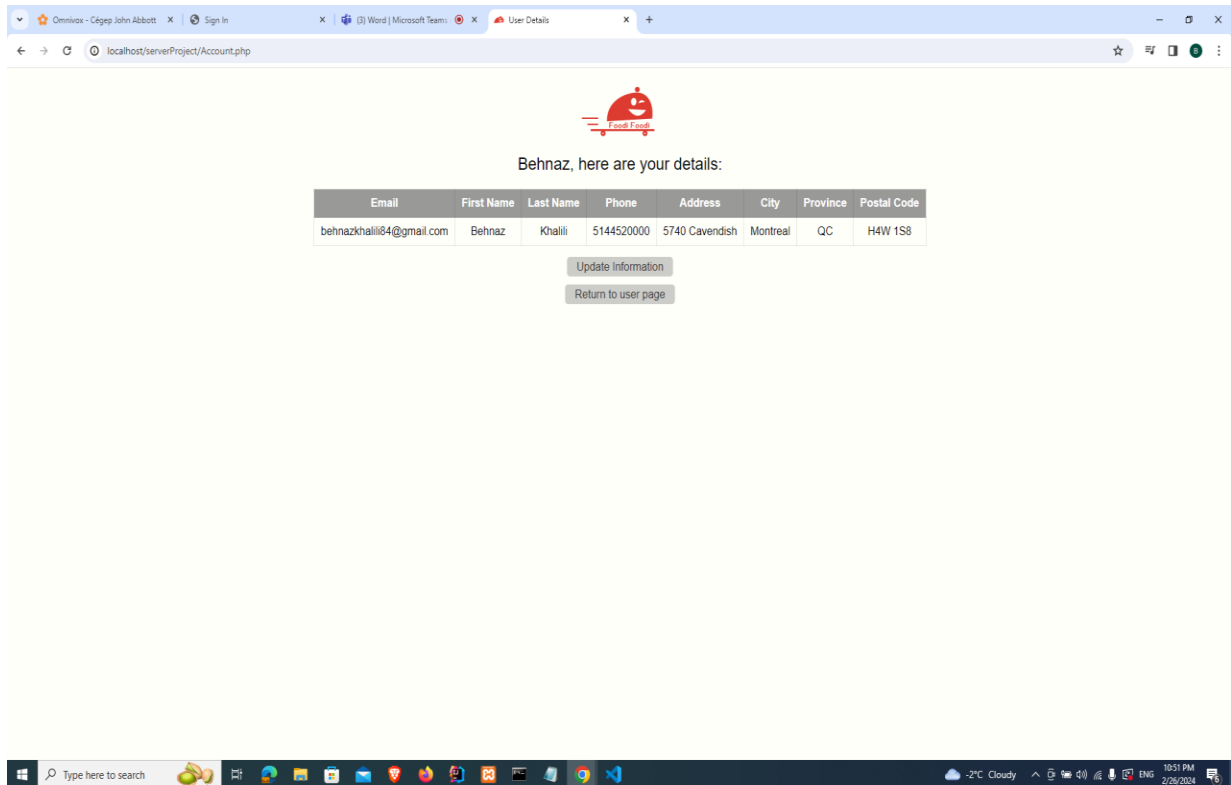 Omnivox - Cégep John Abbott
Sign In
(3) Word | Microsoft Teams
User Details
localhost/serverProject/Account.php
B
Foodi Foodi
Behnaz, here are your details:
Email First Name Last Name Phone Address City Province Postal Code
behnazkhalili84@gmail.com Behnaz Khalili 5144520000 5740 Cavendish Montreal QC H4W 1S8
Update Information
Return to user page
Type here to search
-2°C Cloudy
ENG
10:51 PM
2/26/2024